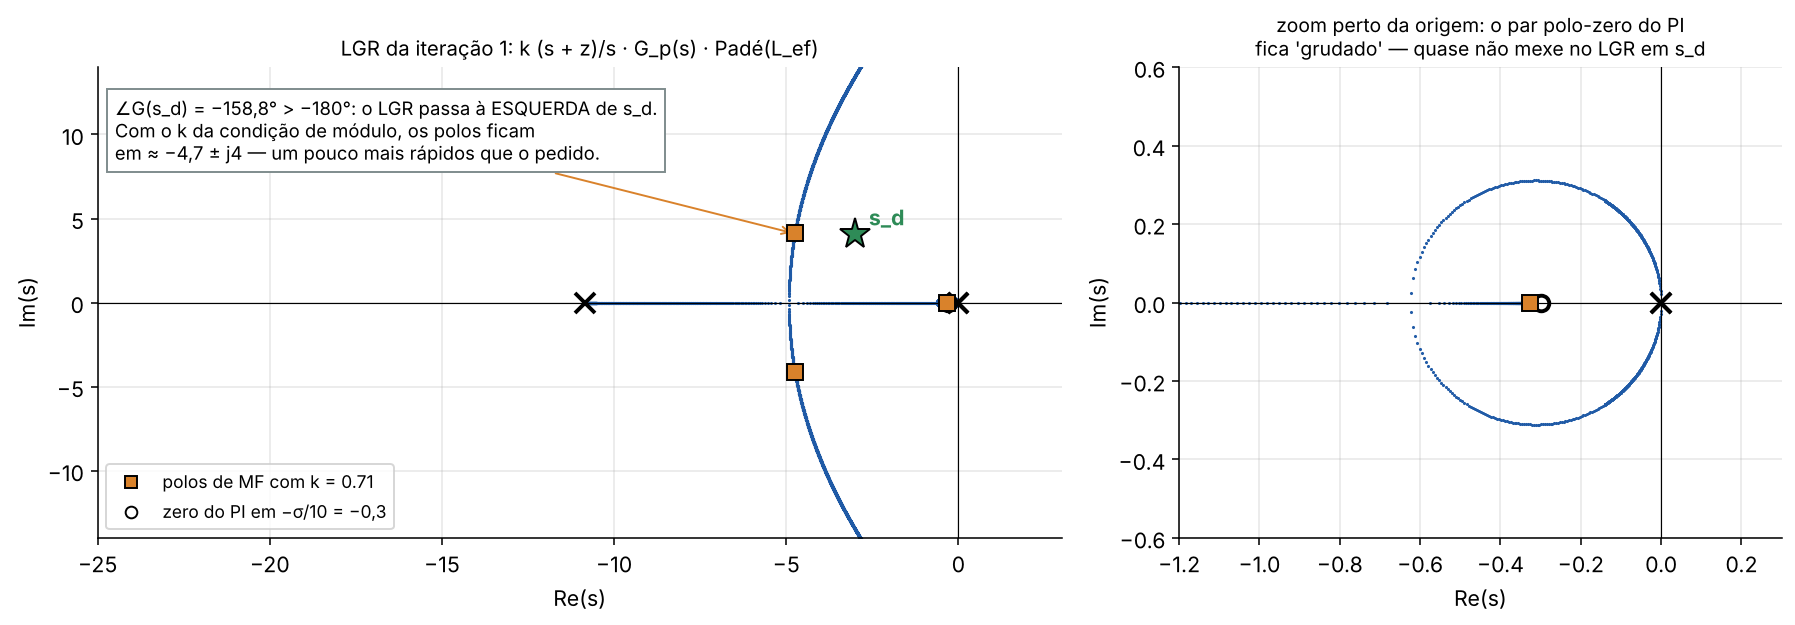 LGR da iteração 1: k (s + z)/s · G_p(s) · Padé(L_ef)
∠G(s_d) = −158,8° > −180°: o LGR passa à ESQUERDA de s_d.
Com o k da condição de módulo, os polos ficam
em ≈ −4,7 ± j4 — um pouco mais rápidos que o pedido.
s_d
10
5
0
−5
−10
Im(s)
polos de MF com k = 0.71
zero do PI em −σ/10 = −0,3
−25
−20
−15
−10
−5
0
Re(s)
zoom perto da origem: o par polo-zero do PI
fica 'grudado' — quase não mexe no LGR em s_d
0.6
0.4
0.2
0.0
−0.2
−0.4
−0.6
Im(s)
−1.2
−1.0
−0.8
−0.6
−0.4
−0.2
0.0
0.2
Re(s)